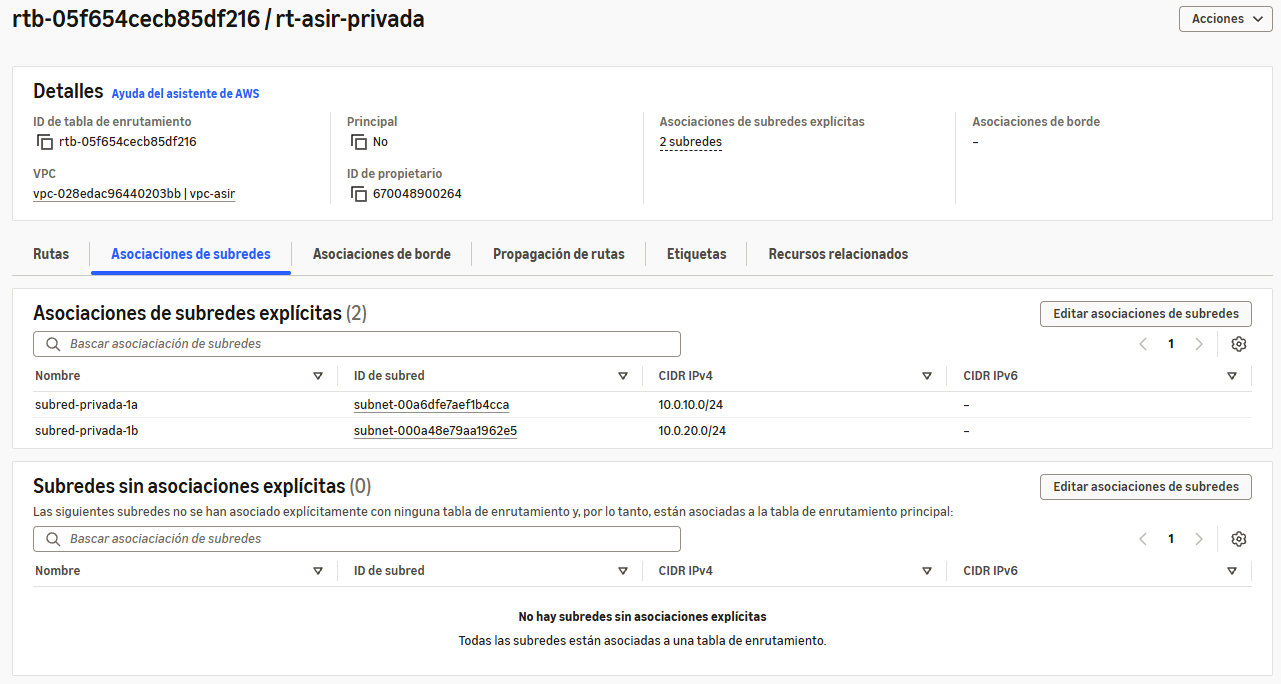 rtb-05f654cecb85df216 / rt-asir-privada
Acciones
Detalles Ayuda del asistente de AWS
ID de tabla de enrutamiento
rtb-05f654cecb85df216
Principal
No
Asociaciones de subredes explícitas
2 subredes
Asociaciones de borde
–
VPC
vpc-028edac96440203bb | vpc-asir
ID de propietario
670048900264
Rutas Asociaciones de subredes Asociaciones de borde Propagación de rutas Etiquetas Recursos relacionados
Asociaciones de subredes explícitas (2)
Editar asociaciones de subredes
Bascar asociaciación de subredes
1
Nombre ID de subred CIDR IPv4 CIDR IPv6
subred-privada-1a subnet-00a6dfe7aef1b4cca 10.0.10.0/24 –
subred-privada-1b subnet-000a48e79aa1962e5 10.0.20.0/24 –
Subredes sin asociaciones explícitas (0)
Editar asociaciones de subredes
Las siguientes subredes no se han asociado explícitamente con ninguna tabla de enrutamiento y, por lo tanto, están asociadas a la tabla de enrutamiento principal:
Bascar asociaciación de subredes
1
Nombre ID de subred CIDR IPv4 CIDR IPv6
No hay subredes sin asociaciones explícitas
Todas las subredes están asociadas a una tabla de enrutamiento.